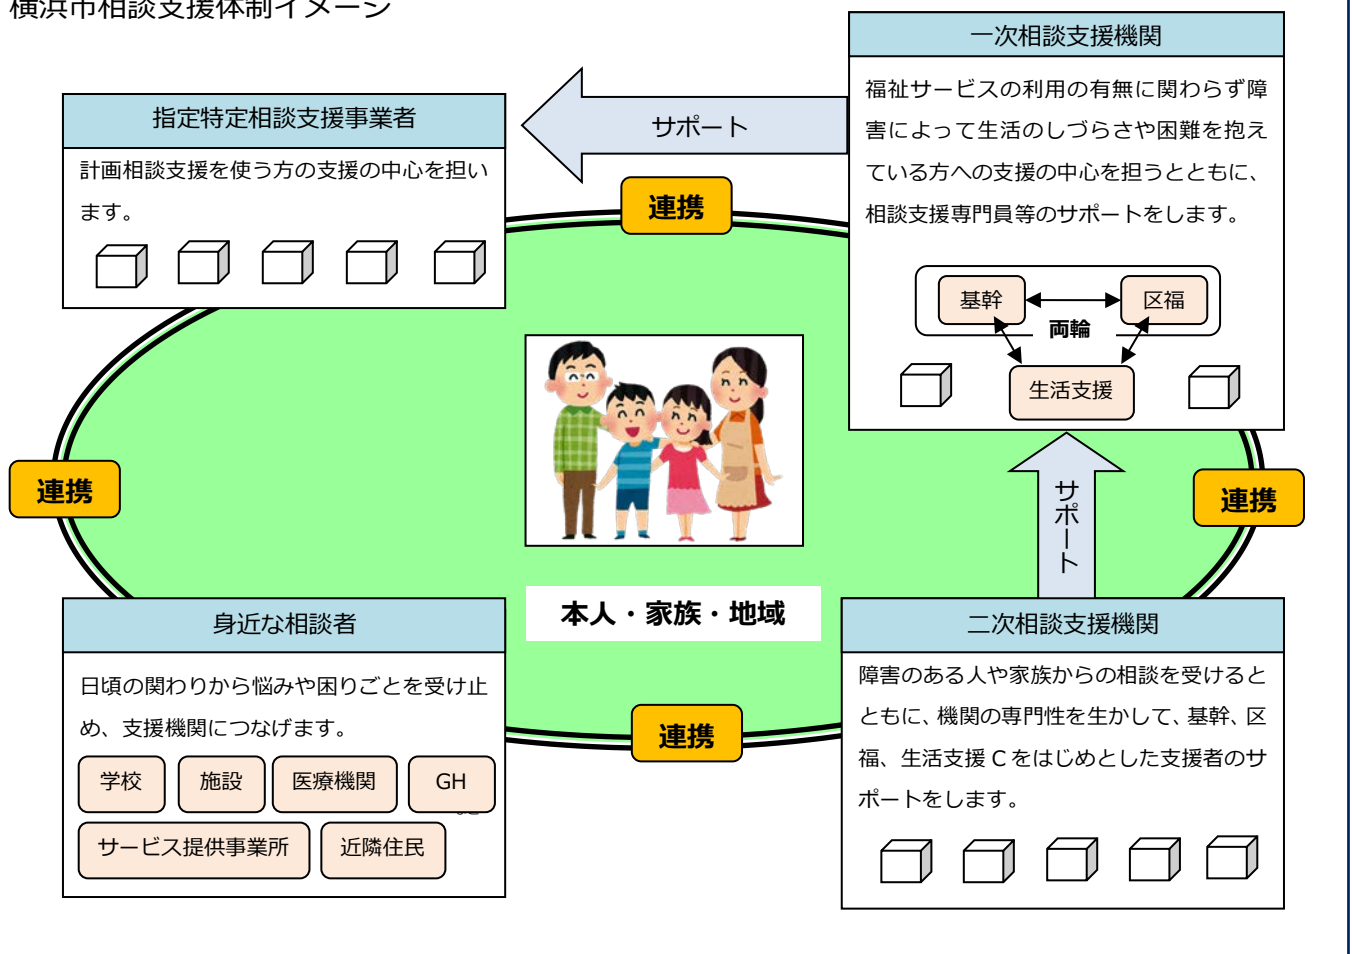 横浜市相談支援体制イメージ
一次相談支援機関
福祉サービスの利用の有無に関わらず障
害によって生活のしづらさや困難を抱え
ている方への支援の中心を担うとともに、
相談支援専門員等のサポートをします。
基幹
区福
両輪
生活支援
サポート
指定特定相談支援事業者
計画相談支援を使う方の支援の中心を担い
ます。
連携
連携
連携
サポート
本人・家族・地域
身近な相談者
日頃の関わりから悩みや困りごとを受け止
め、支援機関につなげます。
学校
施設
医療機関
GH
サービス提供事業所
近隣住民
連携
二次相談支援機関
障害のある人や家族からの相談を受けると
ともに、機関の専門性を生かして、基幹、区
福、生活支援 C をはじめとした支援者のサ
ポートをします。